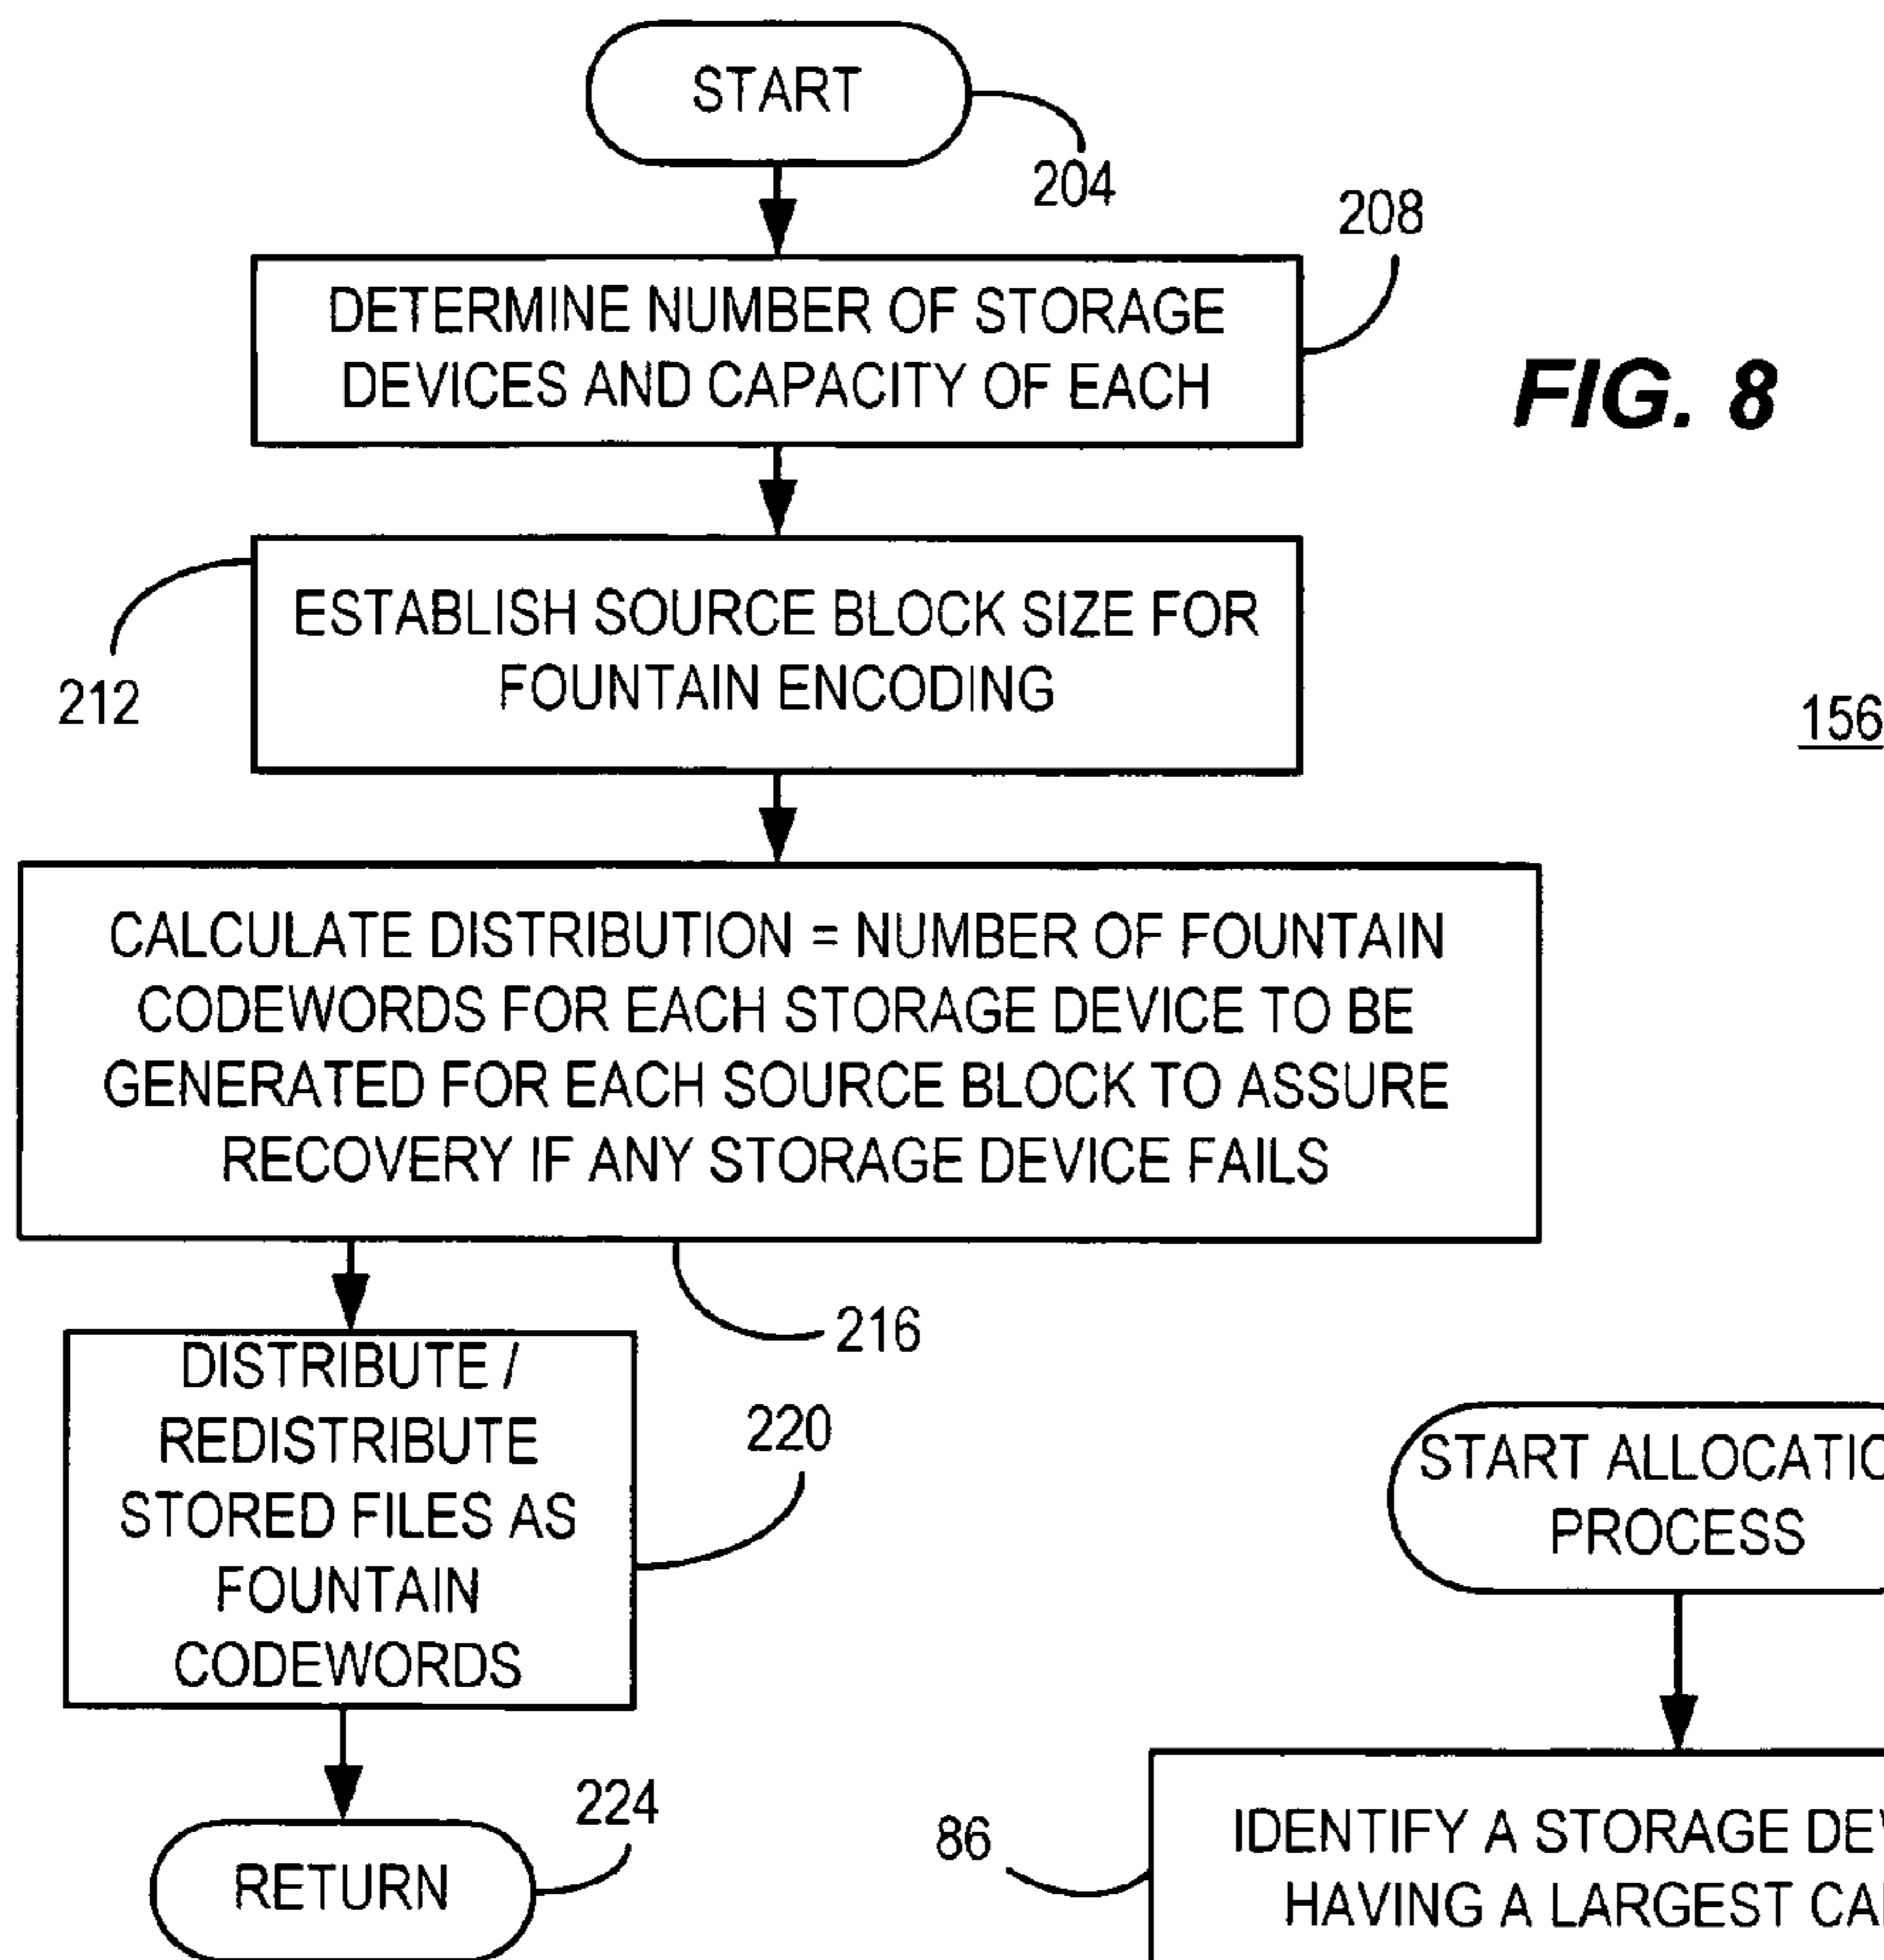 START
204
208
DETERMINE NUMBER OF STORAGE
DEVICES AND CAPACITY OF EACH
FIG. 8
ESTABLISH SOURCE BLOCK SIZE FOR
FOUNTAIN ENCODING
212
156
CALCULATE DISTRIBUTION = NUMBER OF FOUNTAIN
CODEWORDS FOR EACH STORAGE DEVICE TO BE
GENERATED FOR EACH SOURCE BLOCK TO ASSURE
RECOVERY IF ANY STORAGE DEVICE FAILS
216
DISTRIBUTE /
REDISTRIBUTE
STORED FILES AS
FOUNTAIN
CODEWORDS
220
224
RETURN
START
PROCESS
86
IDENTIFY A STORAGE
HAVING A LARGEST